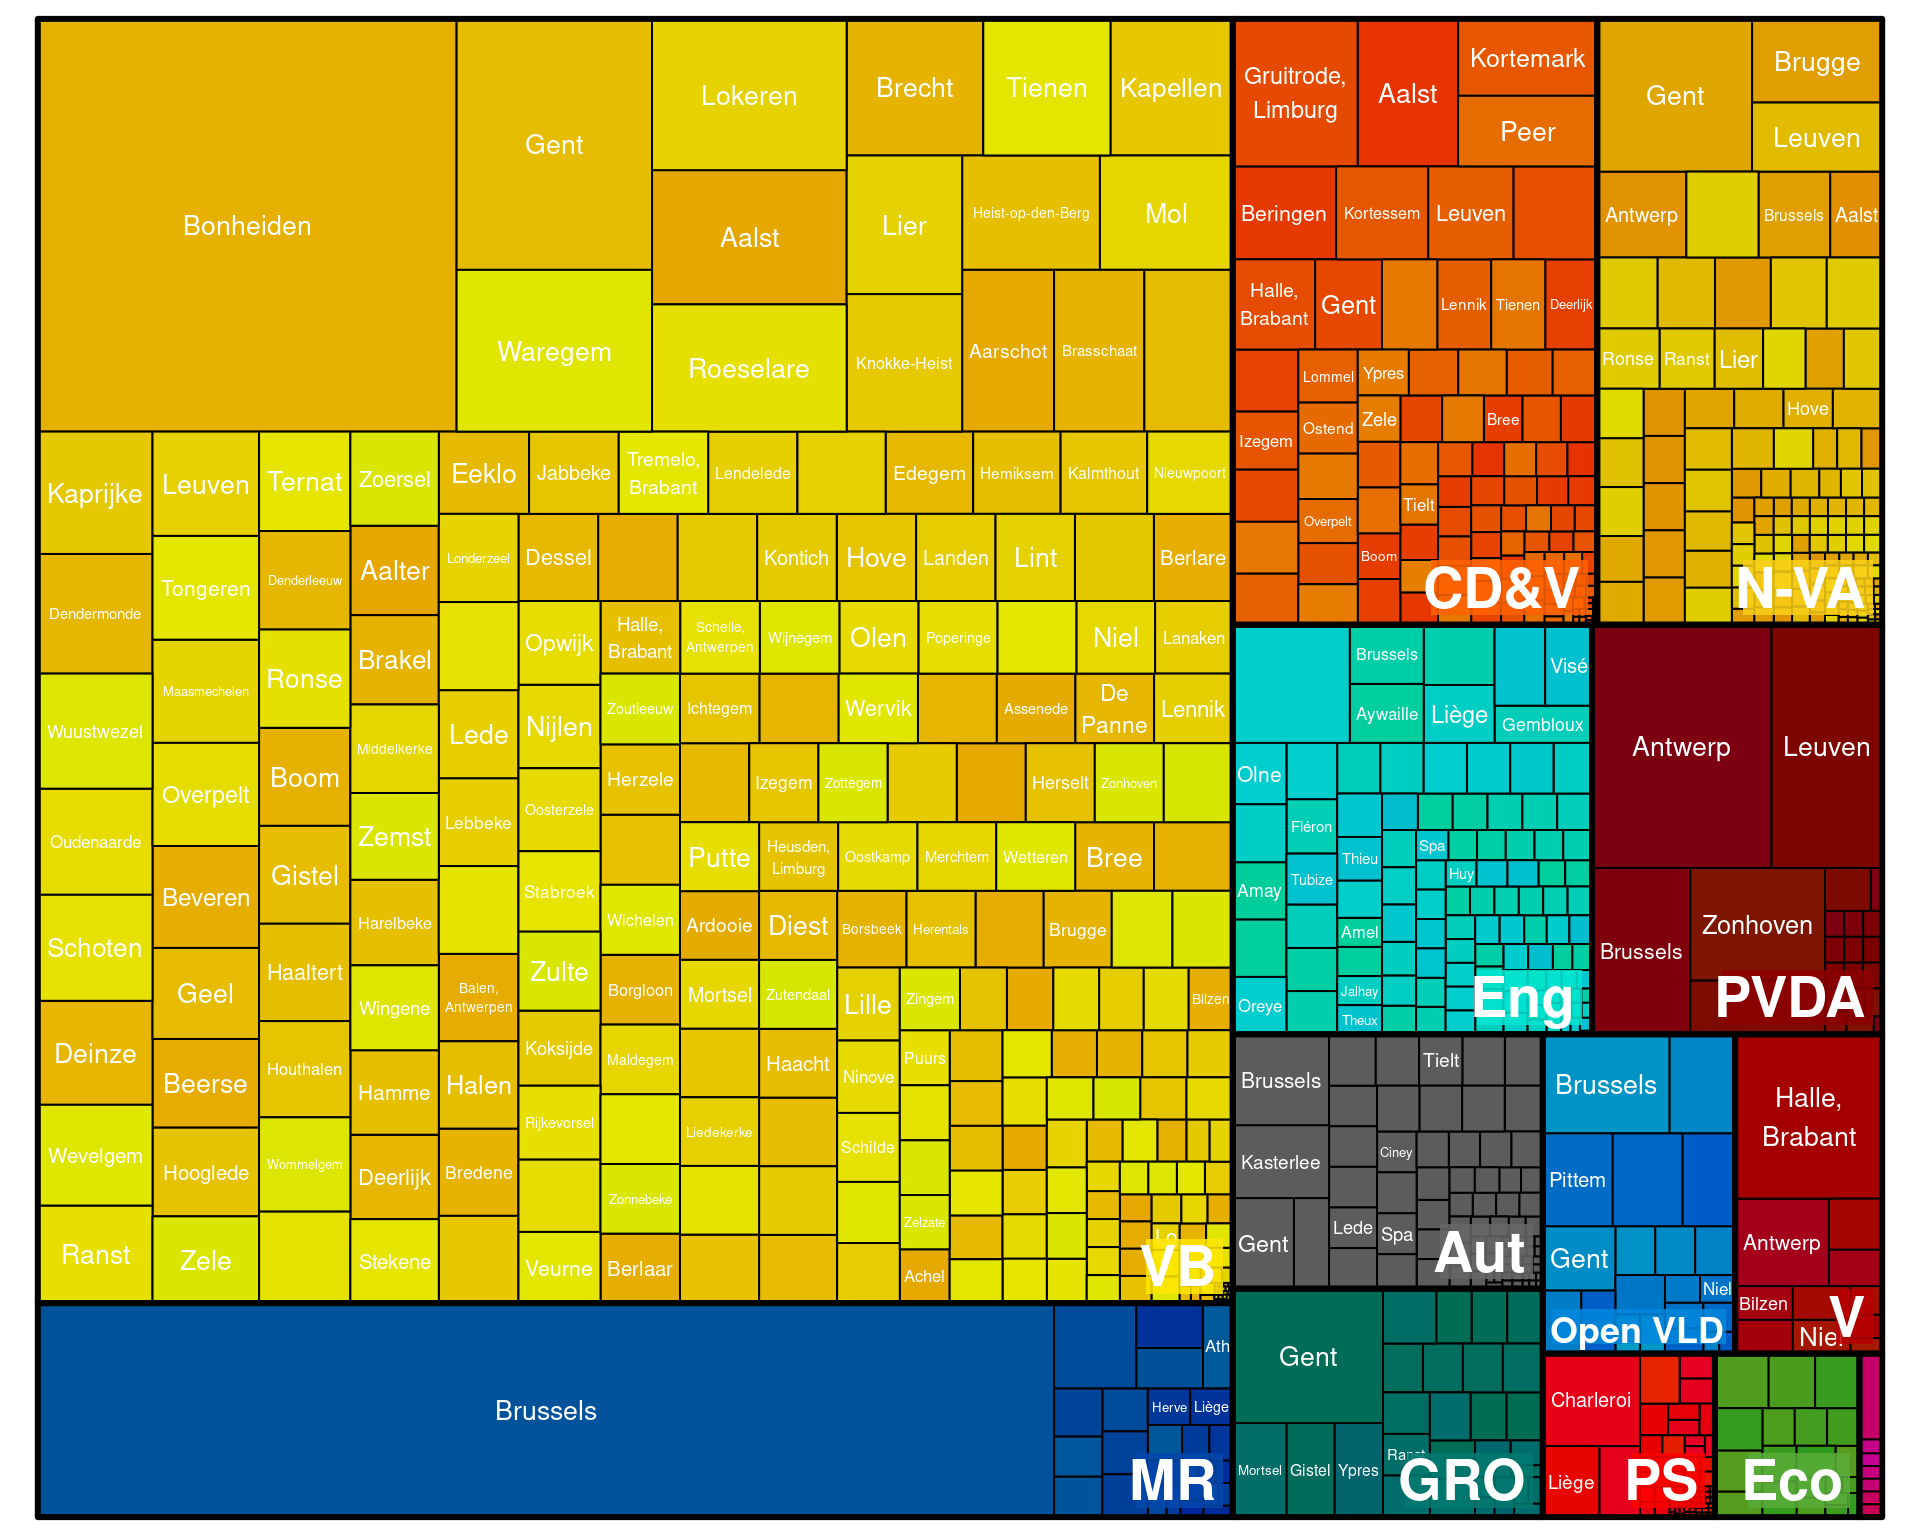 Bonheiden
Gent
Waregem
Lokeren
Aalst
Roeselare
Brecht
Tienen
Kapellen
Lier
Heist-op-den-Berg
Mol
Knokke-Heist
Aarschot
Brasschaat
Kaprijke
Dendermonde
Wuustwezel
Oudenaarde
Schoten
Deinze
Wevelgem
Ranst
Leuven
Tongeren
Maasmechelen
Overpelt
Beveren
Geel
Beerse
Hooglede
Zele
Ternat
Denderleeuw
Ronse
Boom
Gistel
Haaltert
Houthalen
Wommelgem
Zoersel
Aalter
Brakel
Middelkerke
Zemst
Harelbeke
Wingene
Hamme
Deerlijk
Stekene
Eeklo
Jabbeke
Tremelo,
Brabant
Lendelede
Edegem
Hemiksem
Kalmthout
Nieuwpoort
Londerzeel
Lede
Lebbeke
Balen,
Antwerpen
Halen
Bredene
Dessel
Kontich
Hove
Landen
Lint
Berlare
Opwijk
Nijlen
Oosterzele
Stabroek
Zulte
Koksijde
Rijkevorsel
Veurne
Halle,
Brabant
Zoutleeuw
Herzele
Wichelen
Borgloon
Maldegem
Zonnebeke
Berlaar
Schelle,
Antwerpen
Wijnegem
Olen
Poperinge
Niel
Lanaken
Ichtegem
Wervik
Assenede
De
Panne
Lennik
Izegem
Zottegem
Herselt
Zonhoven
Putte
Heusden,
Limburg
Oostkamp
Merchtem
Wetteren
Bree
Ardooie
Diest
Borsbeek
Herentals
Brugge
Mortsel
Zutendaal
Lille
Zingem
Bilzen
Haacht
Ninove
Puurs
Liedekerke
Schilde
Zelzate
Achel
Lo
VB
Brussels
Ath
Herve
Liège
MR
Gruitrode,
Limburg
Aalst
Kortemark
Peer
Beringen
Kortessem
Leuven
Halle,
Brabant
Gent
Lennik
Tienen
Deerlijk
Izegem
Lommel
Ostend
Overpelt
Ypres
Zele
Bree
Tielt
Boom
CD&V
Gent
Brugge
Leuven
Antwerp
Brussels
Aalst
Ronse
Ranst
Lier
Hove
N-VA
Brussels
Aywaille
Liège
Visé
Gembloux
Olne
Amay
Oreye
Fléron
Tubize
Thieu
Amel
Jalhay
Theux
Spa
Huy
Eng
Antwerp
Leuven
Brussels
Zonhoven
PVDA
Brussels
Kasterlee
Gent
Tielt
Ciney
Lede
Spa
Aut
Brussels
Pittem
Gent
Niel
Open VLD
Halle,
Brabant
Antwerp
Bilzen
Niel
V
Gent
Mortsel
Gistel
Ypres
Ranst
GRO
Charleroi
Liège
PS
Eco